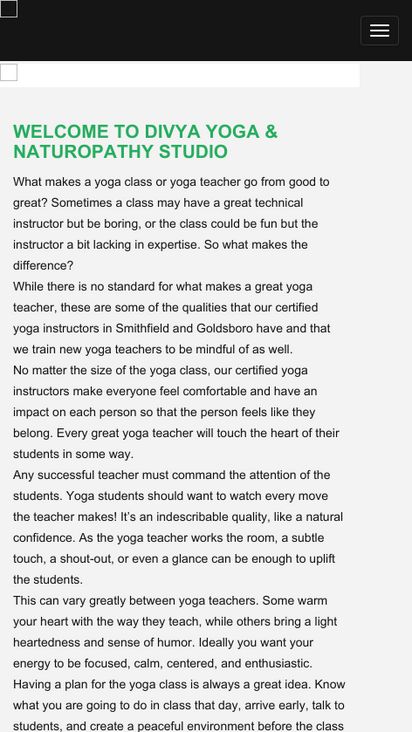 WELCOME TO DIVYA YOGA &
NATUROPATHY STUDIO
What makes a yoga class or yoga teacher go from good to
great? Sometimes a class may have a great technical
instructor but be boring, or the class could be fun but the
instructor a bit lacking in expertise. So what makes the
difference?
While there is no standard for what makes a great yoga
teacher, these are some of the qualities that our certified
yoga instructors in Smithfield and Goldsboro have and that
we train new yoga teachers to be mindful of as well.
No matter the size of the yoga class, our certified yoga
instructors make everyone feel comfortable and have an
impact on each person so that the person feels like they
belong. Every great yoga teacher will touch the heart of their
students in some way.
Any successful teacher must command the attention of the
students. Yoga students should want to watch every move
the teacher makes! It’s an indescribable quality, like a natural
confidence. As the yoga teacher works the room, a subtle
touch, a shout-out, or even a glance can be enough to uplift
the students.
This can vary greatly between yoga teachers. Some warm
your heart with the way they teach, while others bring a light
heartedness and sense of humor. Ideally you want your
energy to be focused, calm, centered, and enthusiastic.
Having a plan for the yoga class is always a great idea. Know
what you are going to do in class that day, arrive early, talk to
students, and create a peaceful environment before the class